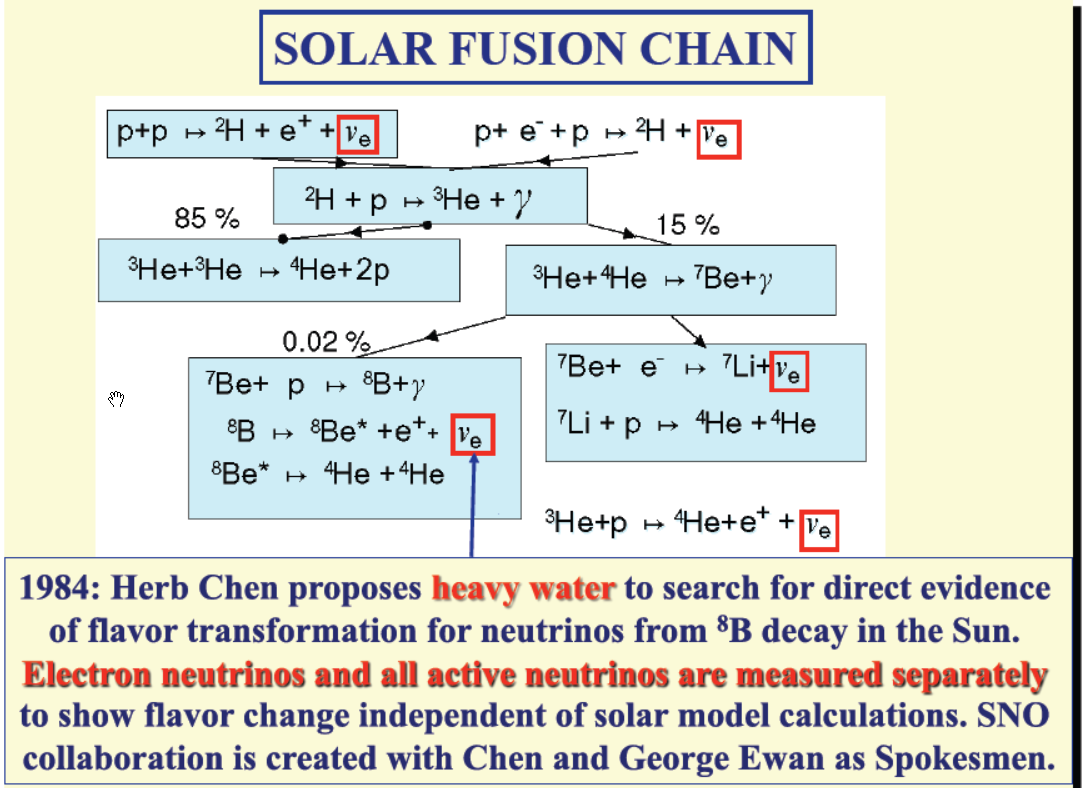 SOLAR FUSION CHAIN
p+p ↦ ²H + e⁺ + νₑ
p+ e⁻ + p ↦ ²H + νₑ
²H + p ↦ ³He + γ
85 %
15 %
³He+³He ↦ ⁴He+2p
³He+⁴He ↦ ⁷Be+γ
0.02 %
⁷Be+ p ↦ ⁸B+γ
⁸B ↦ ⁸Be* +e⁺+ νₑ
⁸Be* ↦ ⁴He +⁴He
⁷Be+ e⁻ ↦ ⁷Li+νₑ
⁷Li + p ↦ ⁴He +⁴He
³He+p ↦ ⁴He+e⁺ + νₑ
1984: Herb Chen proposes heavy water to search for direct evidence
of flavor transformation for neutrinos from ⁸B decay in the Sun.
Electron neutrinos and all active neutrinos are measured separately
to show flavor change independent of solar model calculations. SNO
collaboration is created with Chen and George Ewan as Spokesmen.